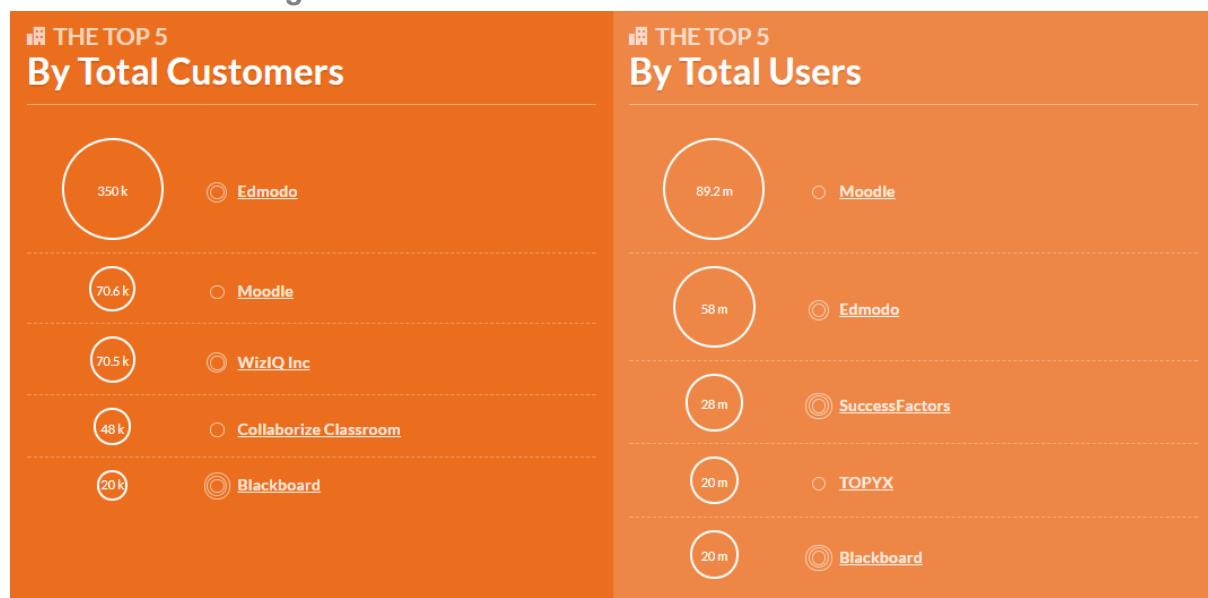 THE TOP 5
By Total Customers
350 k
Edmodo
70.6 k
Moodle
70.5 k
WizIQ Inc
48 k
Collaborize Classroom
20 k
Blackboard
THE TOP 5
By Total Users
89.2 m
Moodle
58 m
Edmodo
28 m
SuccessFactors
20 m
TOPYX
20 m
Blackboard